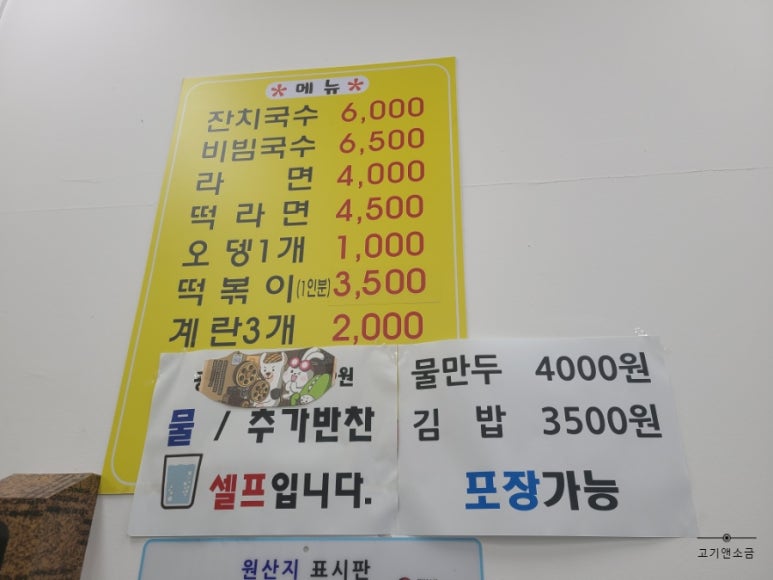 * 메 뉴 *
잔치국수 6,000
비빔국수 6,500
라 면 4,000
떡 라 면 4,500
오 뎅1개 1,000
떡 볶 이(1인분) 3,500
계 란3개 2,000
원
물 / 추가반찬
셀프입니다.
물만두 4000원
김 밥 3500원
포장가능
원산지 표시판
고기앤소금